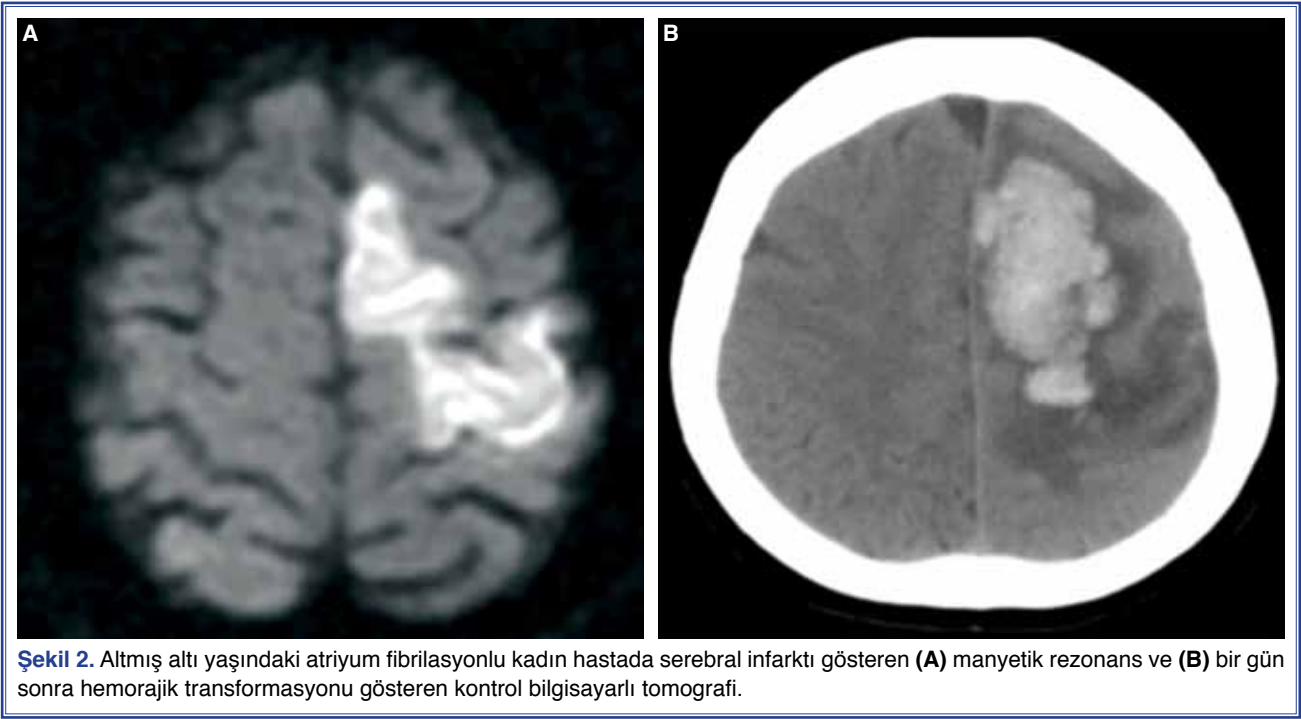 A
B
Şekil 2. Altmış altı yaşındaki atriyum fibrilasyonlu kadın hastada serebral infarktı gösteren (A) manyetik rezonans ve (B) bir gün
sonra hemorajik transformasyonu gösteren kontrol bilgisayarlı tomografi.